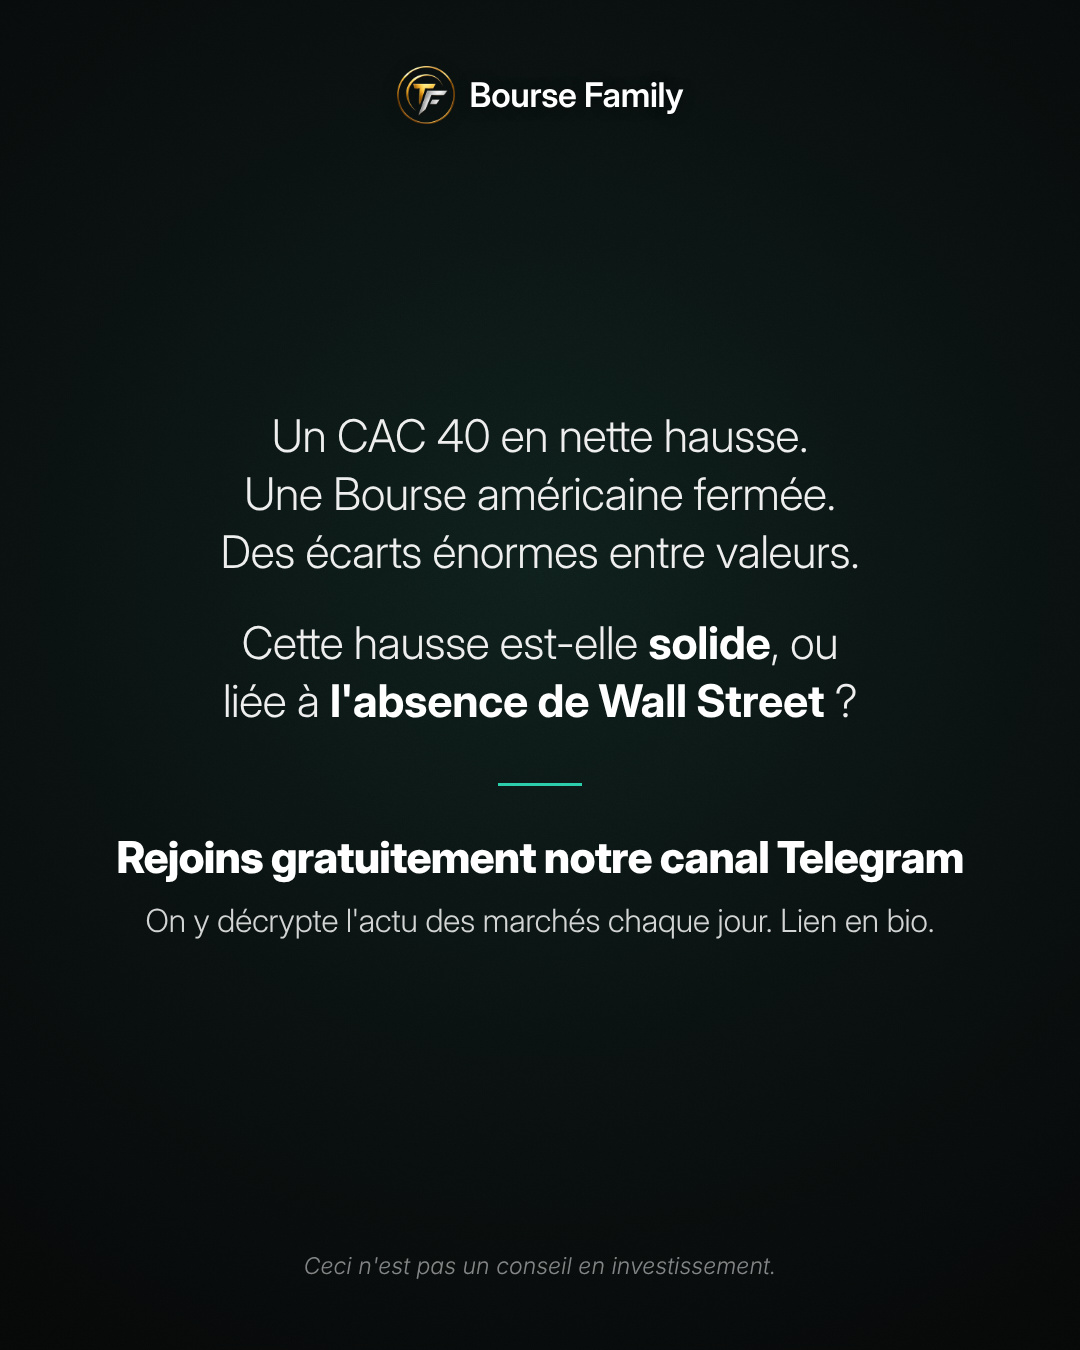 TF Bourse Family
Un CAC 40 en nette hausse.
Une Bourse américaine fermée.
Des écarts énormes entre valeurs.
Cette hausse est-elle solide, ou
liée à l'absence de Wall Street ?
Rejoins gratuitement notre canal Telegram
On y décrypte l'actu des marchés chaque jour. Lien en bio.
Ceci n'est pas un conseil en investissement.